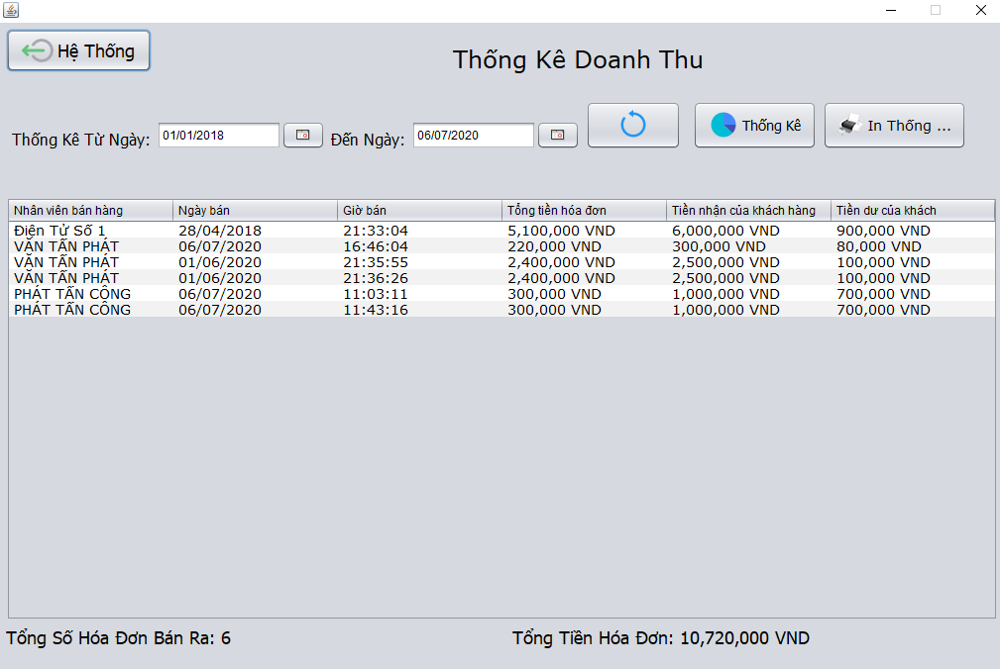 Hệ Thống
Thống Kê Doanh Thu
Thống Kê Từ Ngày: 01/01/2018 Đến Ngày: 06/07/2020 Thống Kê In Thống ...
Nhân viên bán hàng Ngày bán Giờ bán Tổng tiền hóa đơn Tiền nhận của khách hàng Tiền dư của khách
Điện Tử Số 1 28/04/2018 21:33:04 5,100,000 VND 6,000,000 VND 900,000 VND
VĂN TẤN PHÁT 06/07/2020 16:46:04 220,000 VND 300,000 VND 80,000 VND
VĂN TẤN PHÁT 01/06/2020 21:35:55 2,400,000 VND 2,500,000 VND 100,000 VND
VĂN TẤN PHÁT 01/06/2020 21:36:26 2,400,000 VND 2,500,000 VND 100,000 VND
PHÁT TẤN CÔNG 06/07/2020 11:03:11 300,000 VND 1,000,000 VND 700,000 VND
PHÁT TẤN CÔNG 06/07/2020 11:43:16 300,000 VND 1,000,000 VND 700,000 VND
Tổng Số Hóa Đơn Bán Ra: 6 Tổng Tiền Hóa Đơn: 10,720,000 VND